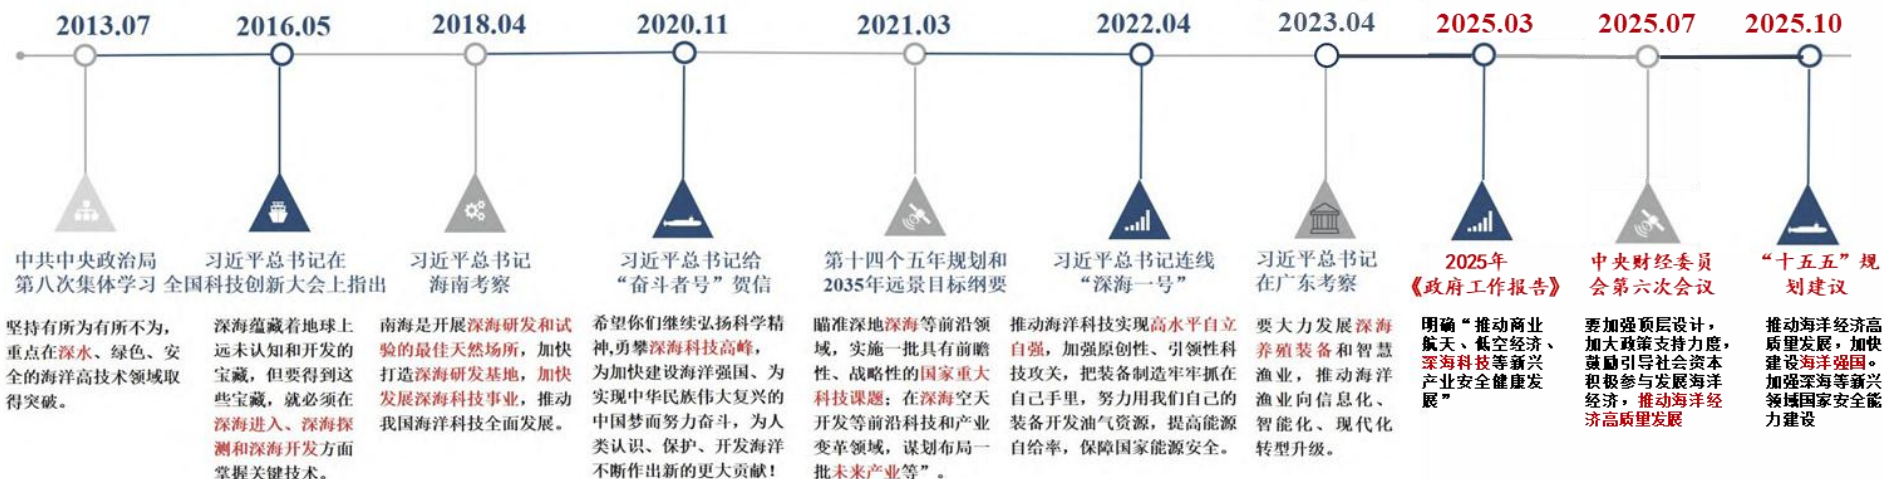 2013.07
中共中央政治局
第八次集体学习
坚持有所为有所不为，
重点在深水、绿色、安
全的海洋高技术领域取
得突破。
2016.05
习近平总书记在
全国科技创新大会上指出
深海蕴藏着地球上
远未认知和开发的
宝藏，但要得到这
些宝藏，就必须在
深海进入、深海探
测和深海开发方面
掌握关键技术。
2018.04
习近平总书记
海南考察
南海是开展深海研发和试
验的最佳天然场所，加快
打造深海研发基地，加快
发展深海科技事业，推动
我国海洋科技全面发展。
2020.11
习近平总书记给
“奋斗者号”贺信
希望你们继续弘扬科学精
神,勇攀深海科技高峰，
为加快建设海洋强国、为
实现中华民族伟大复兴的
中国梦而努力奋斗，为人
类认识、保护、开发海洋
不断作出新的更大贡献！
2021.03
第十四个五年规划和
2035年远景目标纲要
瞄准深地深海等前沿领
域，实施一批具有前瞻
性、战略性的国家重大
科技课题；在深海空天
开发等前沿科技和产业
变革领域，谋划布局一
批未来产业等”。
2022.04
习近平总书记连线
“深海一号”
推动海洋科技实现高水平自立
自强，加强原创性、引领性科
技攻关，把装备制造牢牢抓在
自己手里，努力用我们自己的
装备开发油气资源，提高能源
自给率，保障国家能源安全。
2023.04
习近平总书记
在广东考察
要大力发展深海
养殖装备和智慧
渔业，推动海洋
渔业向信息化、
智能化、现代化
转型升级。
2025.03
2025年
《政府工作报告》
明确“推动商业
航天、低空经济、
深海科技等新兴
产业安全健康发
展”
2025.07
中央财经委员
会第六次会议
要加强顶层设计，
加大政策支持力度，
鼓励引导社会资本
积极参与发展海洋
经济，推动海洋经
济高质量发展
2025.10
“十五五”规
划建议
推动海洋经济高
质量发展，加快
建设海洋强国。
加强深海等新兴
领域国家安全能
力建设